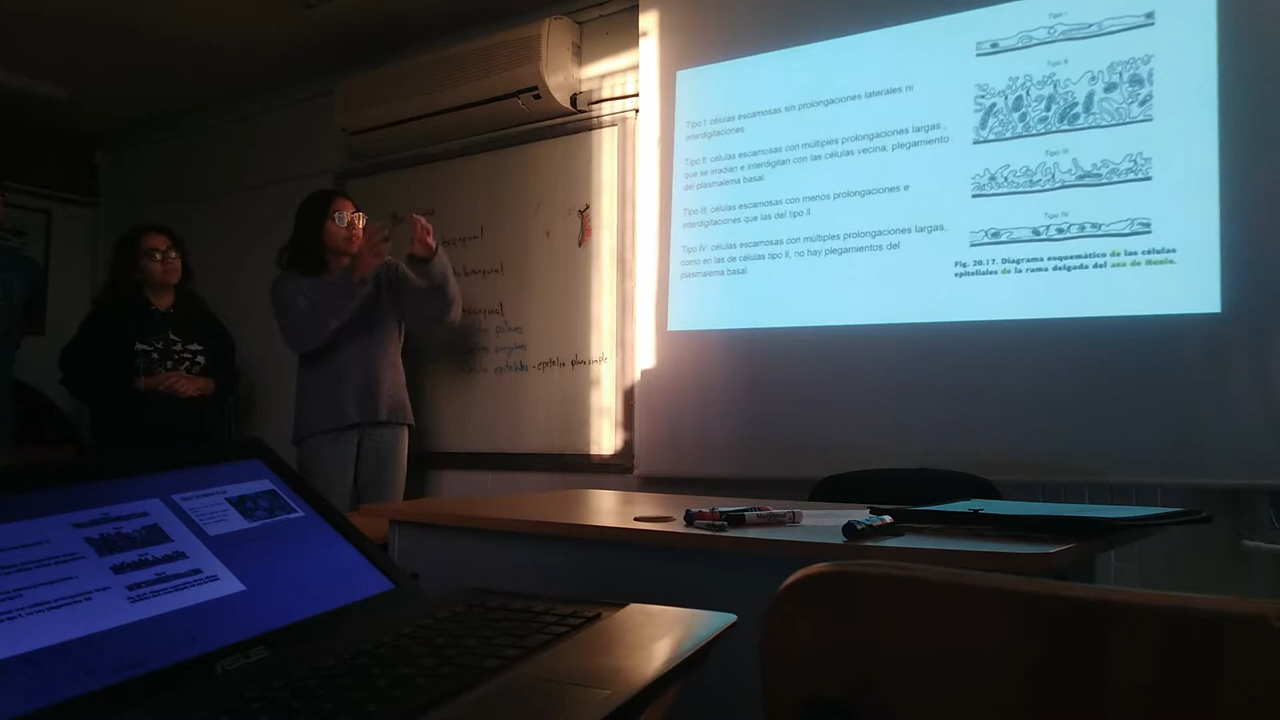 Tipo I: células escamosas sin prolongaciones laterales ni
interdigitaciones
Tipo II: células escamosas con múltiples prolongaciones largas,
que se irradian e interdigitan con las células vecina; plegamiento
del plasmalema basal.
Tipo III: células escamosas con menos prolongaciones e
interdigitaciones que las del tipo II
Tipo IV: células escamosas con múltiples prolongaciones largas,
como en las de células tipo II, no hay plegamientos del
plasmalema basal.
Tipo I
Tipo II
Tipo III
Tipo IV
Fig. 20.17. Diagrama esquemático de las células
epiteliales de la rama delgada del asa de Henle.
-epitelio plano simple
ASUS